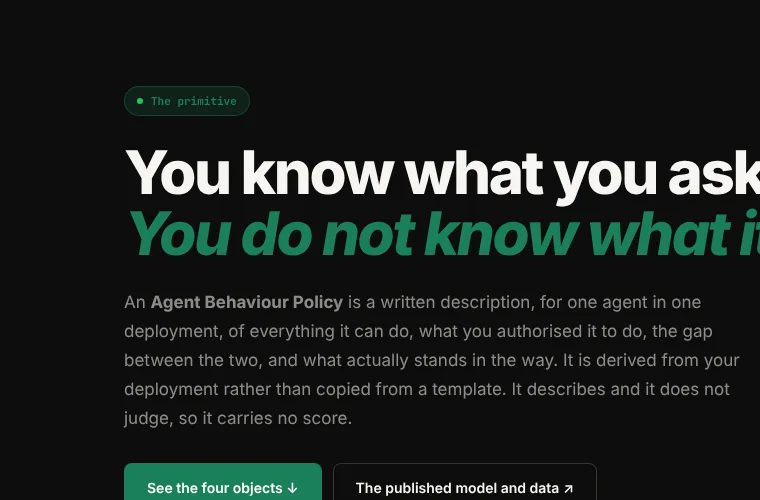 The primitive
You know what you ask
You do not know what it
An Agent Behaviour Policy is a written description, for one agent in one
deployment, of everything it can do, what you authorised it to do, the gap
between the two, and what actually stands in the way. It is derived from your
deployment rather than copied from a template. It describes and it does not
judge, so it carries no score.
See the four objects ↓
The published model and data ↗